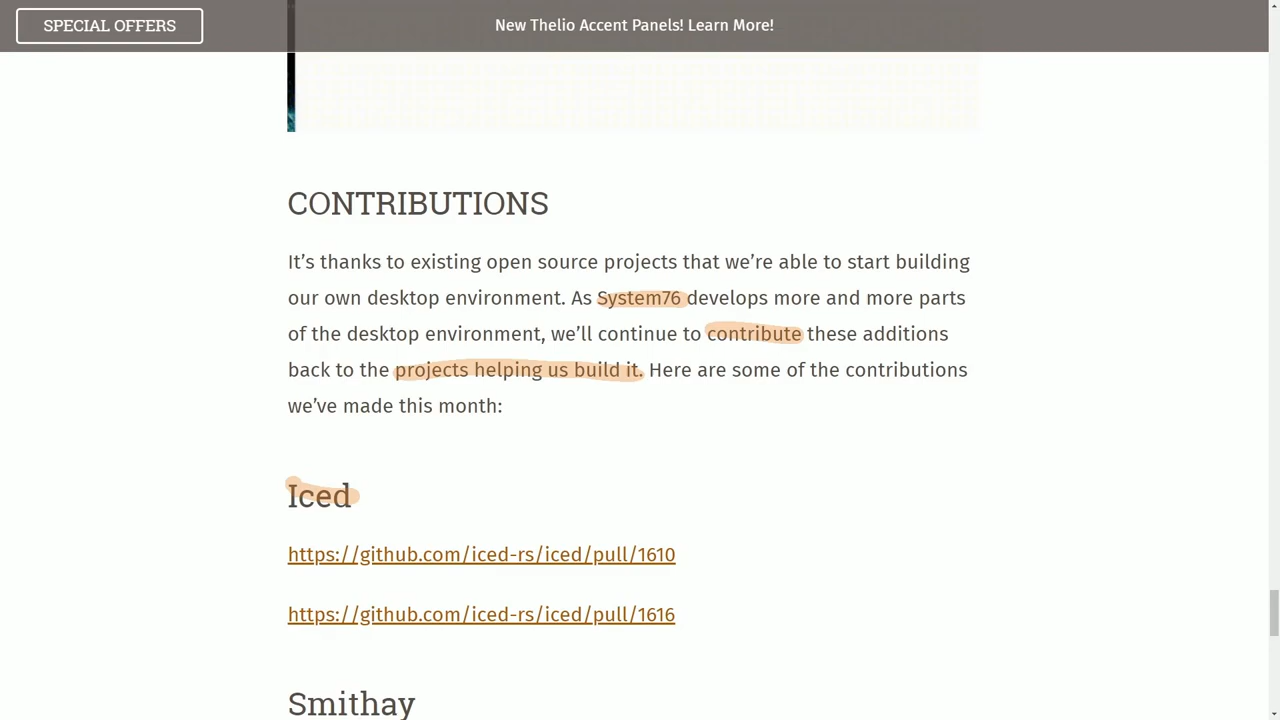 SPECIAL OFFERS
New Thelio Accent Panels! Learn More!
CONTRIBUTIONS
It’s thanks to existing open source projects that we’re able to start building
our own desktop environment. As System76 develops more and more parts
of the desktop environment, we’ll continue to contribute these additions
back to the projects helping us build it. Here are some of the contributions
we’ve made this month:
Iced
https://github.com/iced-rs/iced/pull/1610
https://github.com/iced-rs/iced/pull/1616
Smithay